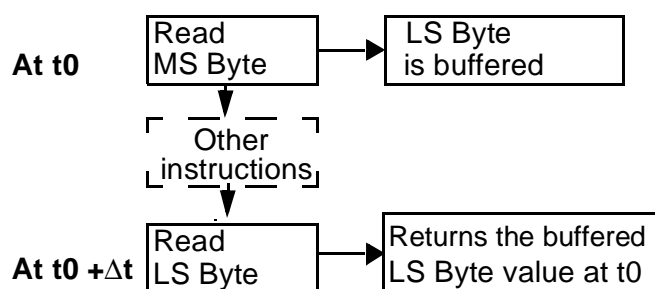 At t0
Read
MS Byte
LS Byte
is buffered
Other
instructions
At t0 +Δt
Read
LS Byte
Returns the buffered
LS Byte value at t0